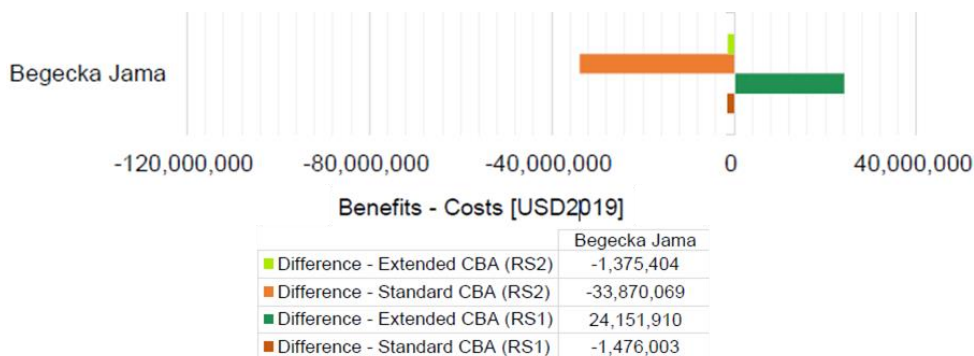 Begecka Jama
-120,000,000 -80,000,000 -40,000,000 0 40,000,000
Benefits - Costs [USD2019]
Begecka Jama
Difference - Extended CBA (RS2) -1,375,404
Difference - Standard CBA (RS2) -33,870,069
Difference - Extended CBA (RS1) 24,151,910
Difference - Standard CBA (RS1) -1,476,003